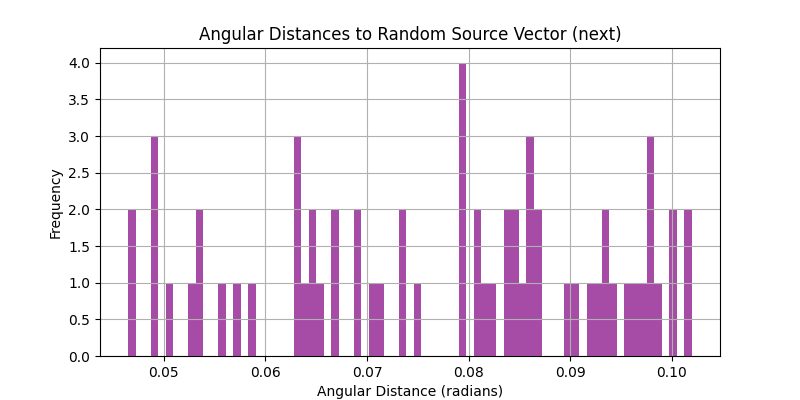 Angular Distances to Random Source Vector (next)
4.0
3.5
3.0
2.5
2.0
1.5
1.0
0.5
0.0
Frequency
0.05 0.06 0.07 0.08 0.09 0.10
Angular Distance (radians)